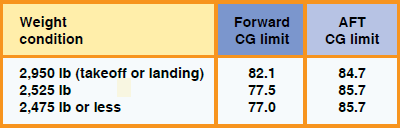 Weight condition Forward CG limit AFT CG limit
2,950 lb (takeoff or landing) 82.1 84.7
2,525 lb 77.5 85.7
2,475 lb or less 77.0 85.7